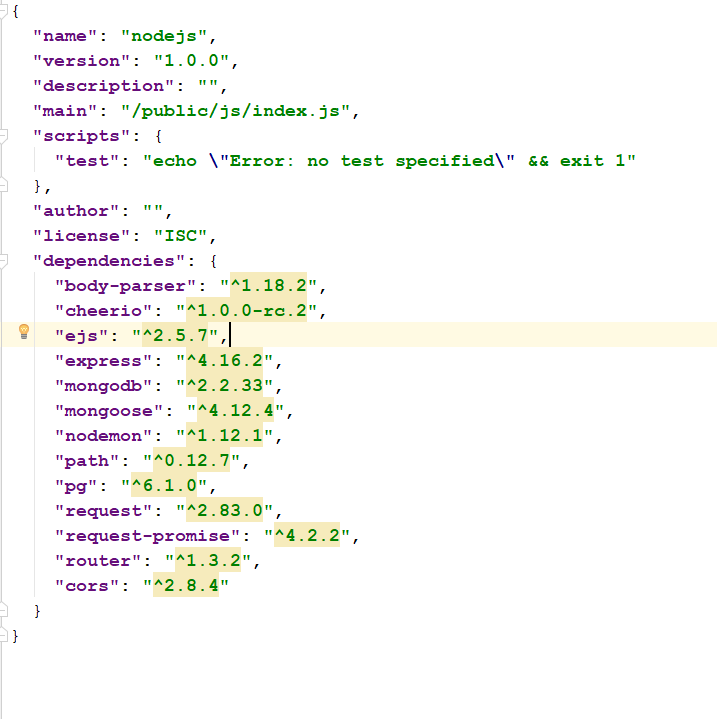 {
  "name": "nodejs",
  "version": "1.0.0",
  "description": "",
  "main": "/public/js/index.js",
  "scripts": {
    "test": "echo \"Error: no test specified\" && exit 1"
  },
  "author": "",
  "license": "ISC",
  "dependencies": {
    "body-parser": "^1.18.2",
    "cheerio": "^1.0.0-rc.2",
    "ejs": "^2.5.7",
    "express": "^4.16.2",
    "mongodb": "^2.2.33",
    "mongoose": "^4.12.4",
    "nodemon": "^1.12.1",
    "path": "^0.12.7",
    "pg": "^6.1.0",
    "request": "^2.83.0",
    "request-promise": "^4.2.2",
    "router": "^1.3.2",
    "cors": "^2.8.4"
  }
}